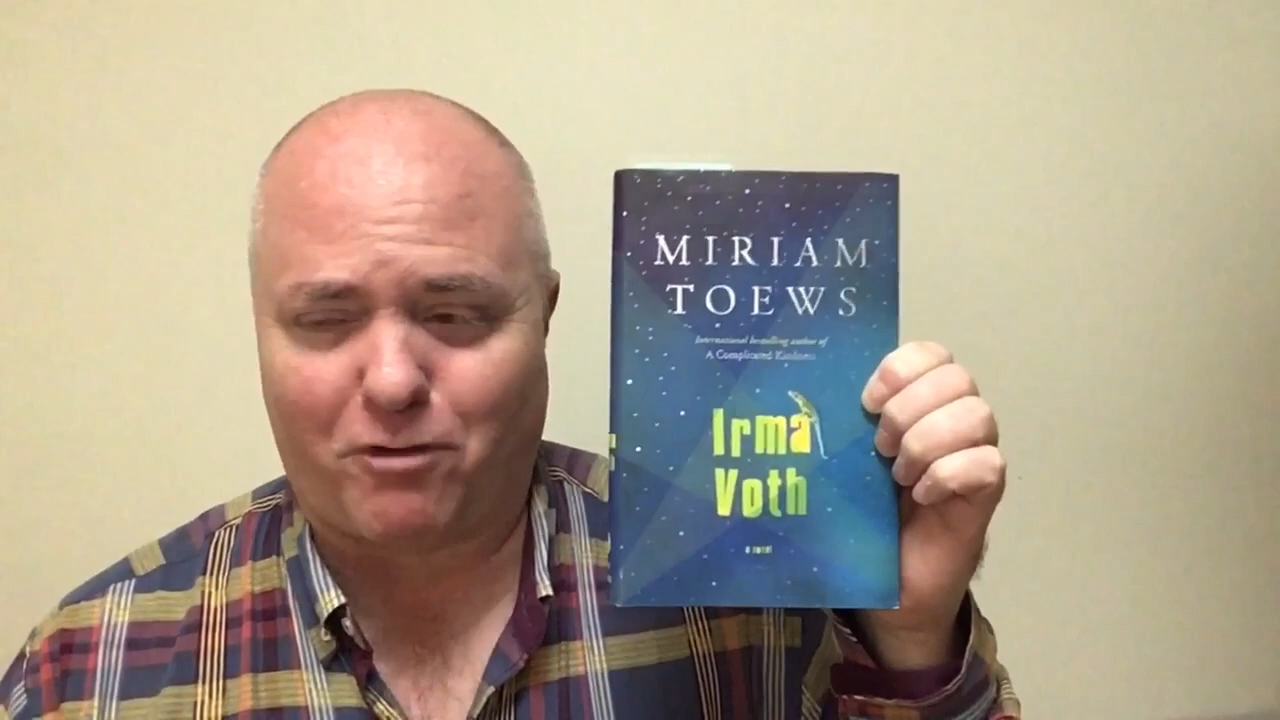 MIRIAM
TOEWS
International bestselling author of
A Complicated Kindness
Irma
Voth
a novel